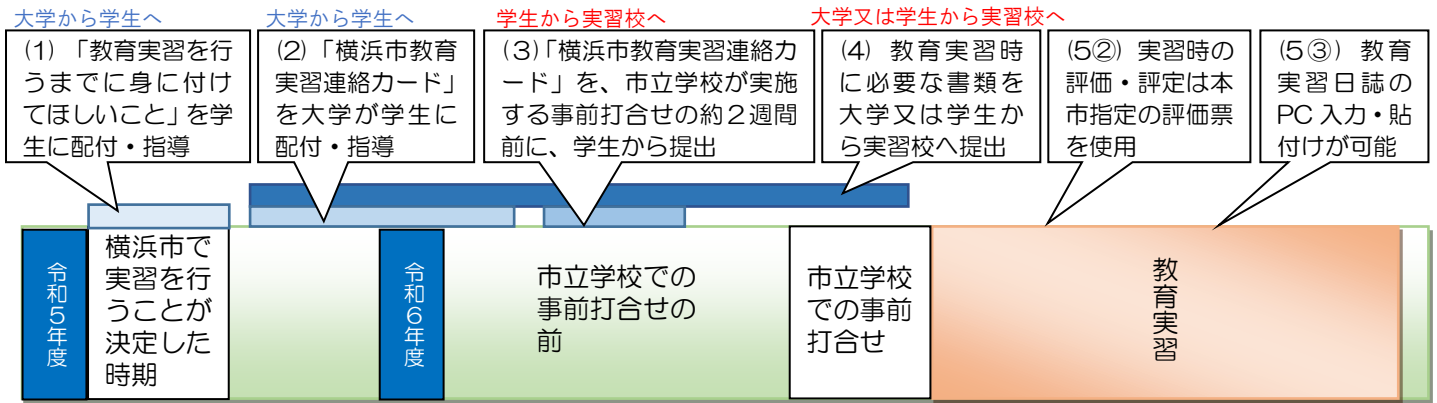 大学から学生へ
(1) 「教育実習を行
うまでに身に付け
てほしいこと」を学
生に配付・指導
大学から学生へ
(2)「横浜市教育
実習連絡カード」
を大学が学生に
配付・指導
学生から実習校へ
(3)「横浜市教育実習連絡カ
ード」を、市立学校が実施
する事前打合せの約２週間
前に、学生から提出
大学又は学生から実習校へ
(4) 教育実習時
に必要な書類を
大学又は学生か
ら実習校へ提出
(5②) 実習時の
評価・評定は本
市指定の評価票
を使用
(5③) 教育
実習日誌の
PC 入力・貼
付けが可能
令和５年度
横浜市で
実習を行
うことが
決定した
時期
令和６年度
市立学校での
事前打合せの
前
市立学校
での事前
打合せ
教育実習